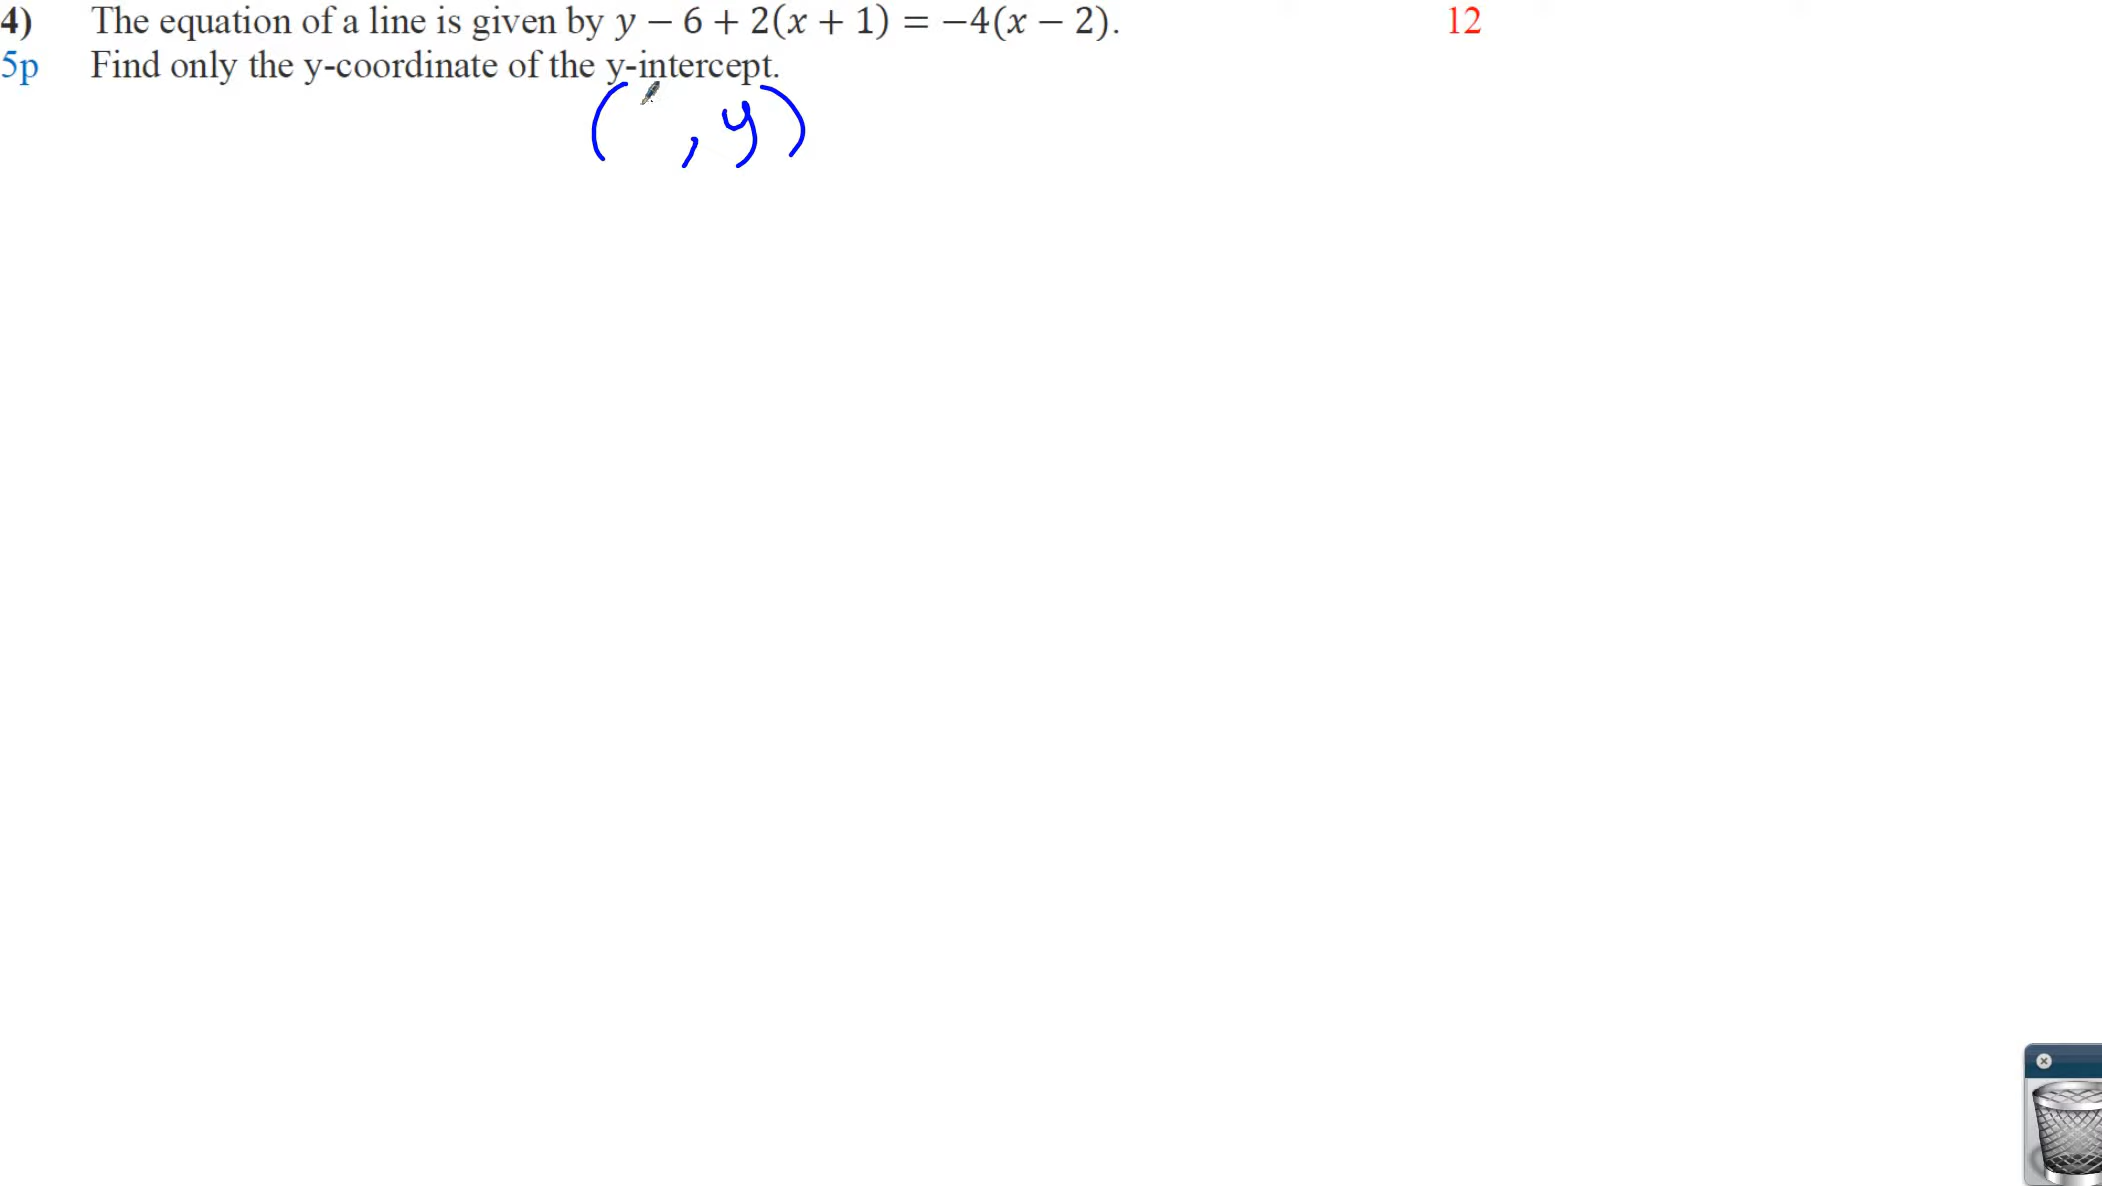 4) The equation of a line is given by y − 6 + 2(x + 1) = −4(x − 2). 12
5p Find only the y-coordinate of the y-intercept.
( , y)